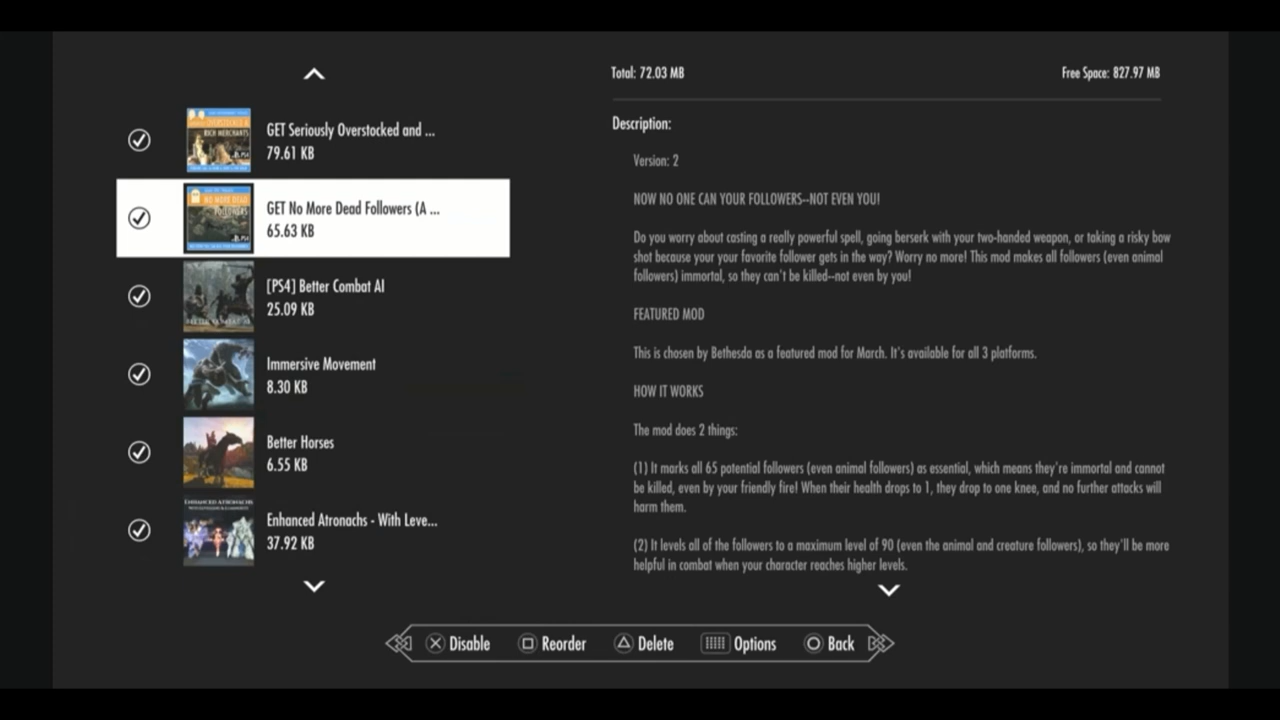 Total: 72.03 MB
Free Space: 827.97 MB
GET Seriously Overstocked and ...
79.61 KB
GET No More Dead Followers (A ...
65.63 KB
[PS4] Better Combat AI
25.09 KB
Immersive Movement
8.30 KB
Better Horses
6.55 KB
Enhanced Atronachs - With Leve...
37.92 KB
Description:
Version: 2
NOW NO ONE CAN YOUR FOLLOWERS--NOT EVEN YOU!
Do you worry about casting a really powerful spell, going berserk with your two-handed weapon, or taking a risky bow
shot because your your favorite follower gets in the way? Worry no more! This mod makes all followers (even animal
followers) immortal, so they can't be killed--not even by you!
FEATURED MOD
This is chosen by Bethesda as a featured mod for March. It's available for all 3 platforms.
HOW IT WORKS
The mod does 2 things:
(1) It marks all 65 potential followers (even animal followers) as essential, which means they're immortal and cannot
be killed, even by your friendly fire! When their health drops to 1, they drop to one knee, and no further attacks will
harm them.
(2) It levels all of the followers to a maximum level of 90 (even the animal and creature followers), so they'll be more
helpful in combat when your character reaches higher levels.
Disable
Reorder
Delete
Options
Back
RICH MERCHANTS
PS4
NO MORE DEAD
FOLLOWERS
PS4
ENHANCED ATRONACHS